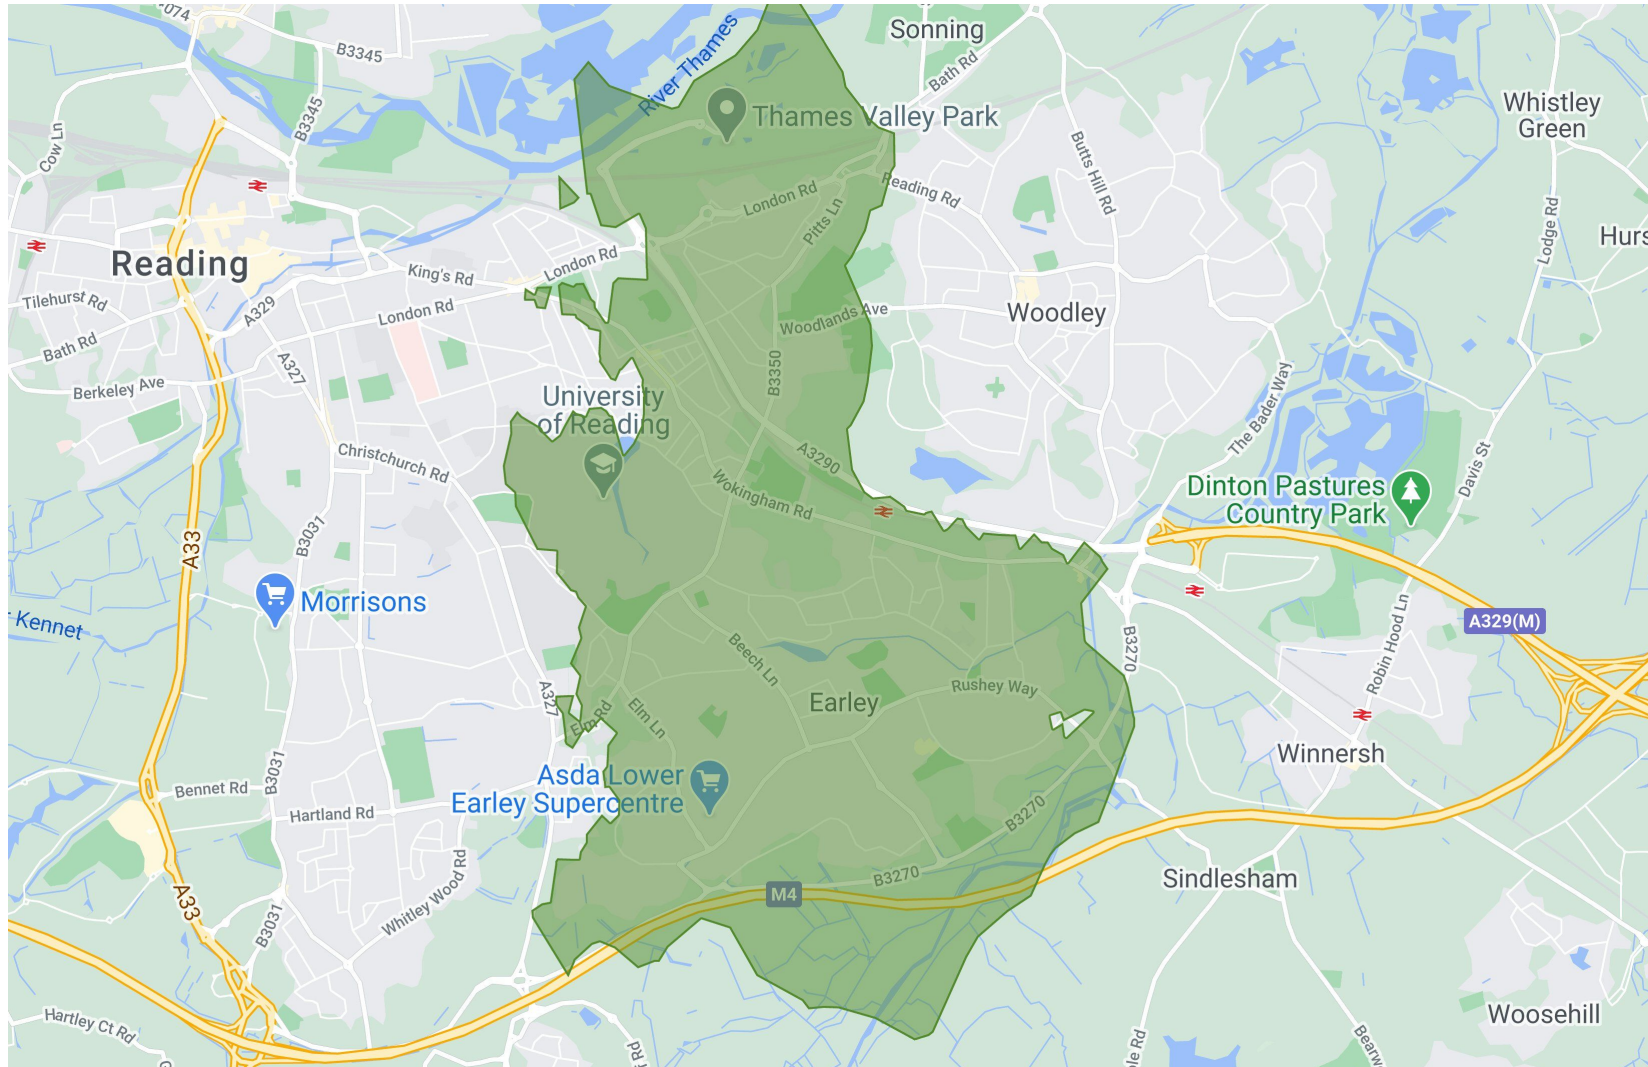 3074
B3345
River Thames
Sonning
Bath Rd
Cow Ln
B3345
Thames Valley Park
Whistley
Green
Butts Hill Rd
Reading Rd
London Rd
Pitts Ln
Lodge Rd
Hurs
Reading
King's Rd
London Rd
Tilehurst Rd
A329
London Rd
Woodley
Woodlands Ave
Bath Rd
A327
Berkeley Ave
B3350
University
of Reading
The Bader Way
Christchurch Rd
A3290
Wokingham Rd
Davis St
Dinton Pastures
Country Park
B3031
A33
Morrisons
Kennet
A329(M)
B3270
Robin Hood Ln
Beech Ln
Rushey Way
Earley
A327
Elm Rd
Elm Ln
Winnersh
B3031
Bennet Rd
Asda Lower
Earley Supercentre
Hartland Rd
B3270
B3270
M4
Sindlesham
Whitley Wood Rd
A33
B3031
Hartley Ct Rd
Woosehill
le Rd
Bearw
Rd